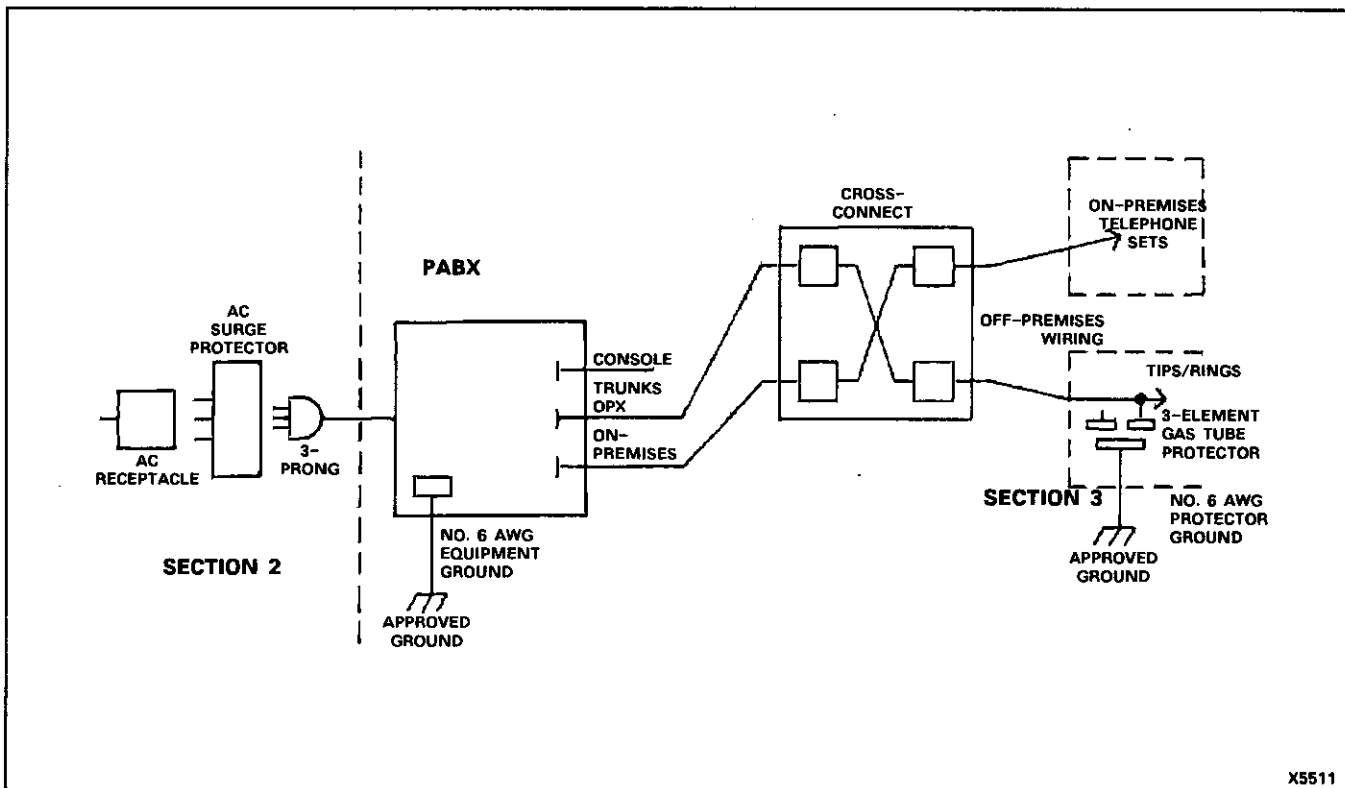 CROSS-
CONNECT
ON-PREMISES
TELEPHONE
SETS
PABX
AC
SURGE
PROTECTOR
OFF-PREMISES
WIRING
CONSOLE
TRUNKS
OPX
ON-
PREMISES
TIPS/RINGS
3-ELEMENT
GAS TUBE
PROTECTOR
AC
RECEPTACLE
3-
PRONG
SECTION 3
NO. 6 AWG
PROTECTOR
GROUND
NO. 6 AWG
EQUIPMENT
GROUND
SECTION 2
APPROVED
GROUND
APPROVED
GROUND
X5511